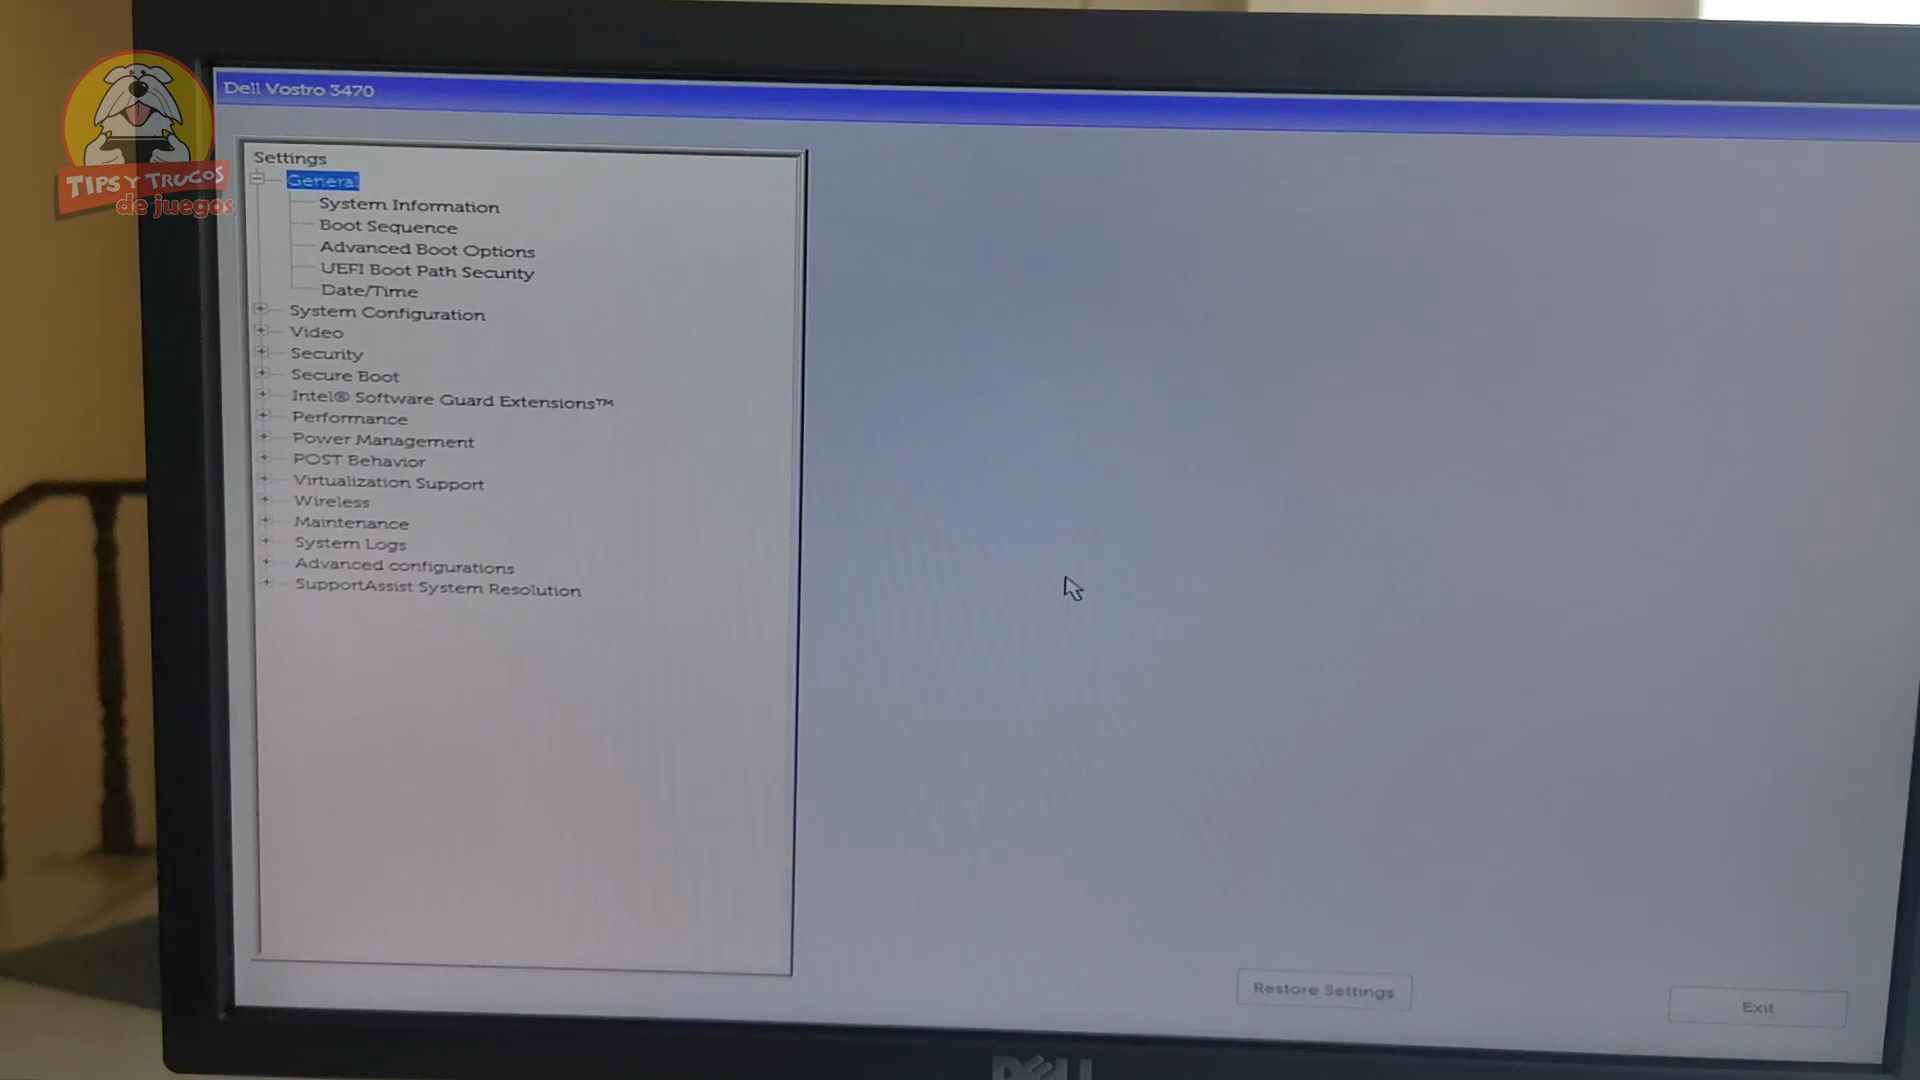 TIPS Y TRUCOS
de juegos
Dell Vostro 3470
Settings
General
System Information
Boot Sequence
Advanced Boot Options
UEFI Boot Path Security
Date/Time
System Configuration
Video
Security
Secure Boot
Intel® Software Guard Extensions™
Performance
Power Management
POST Behavior
Virtualization Support
Wireless
Maintenance
System Logs
Advanced configurations
SupportAssist System Resolution
Restore Settings
Exit
DELL